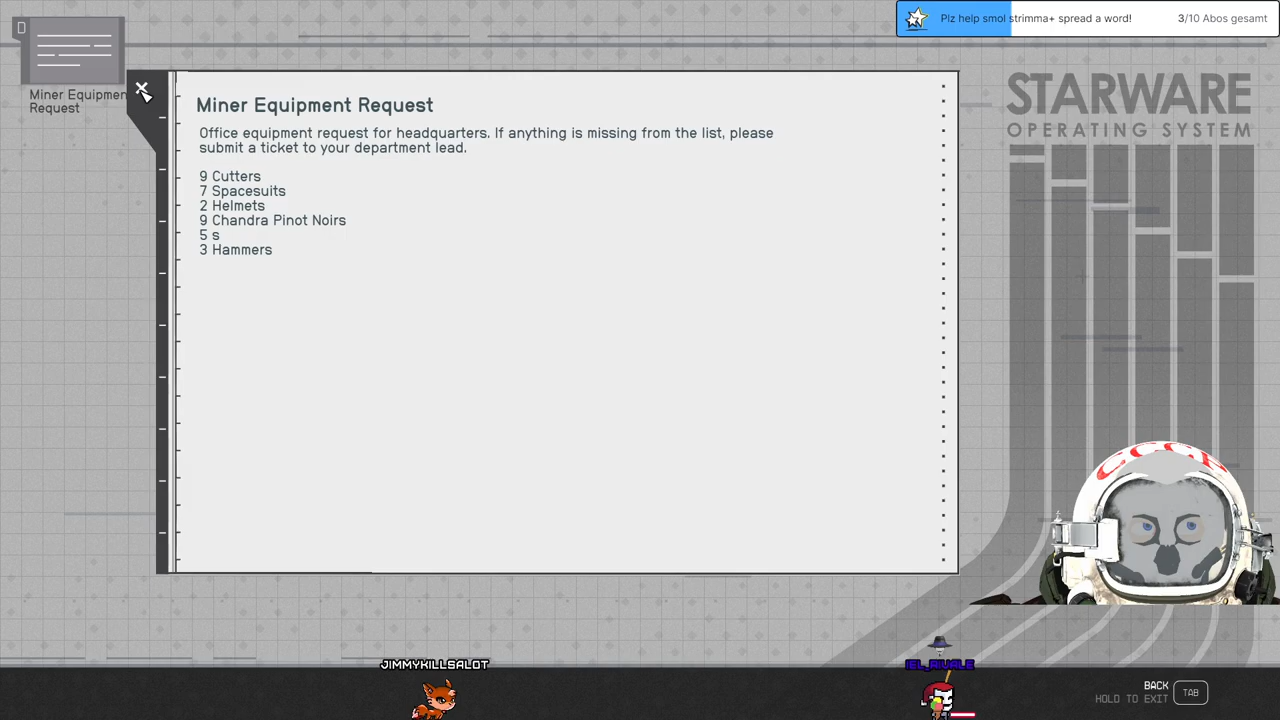 D
Miner Equipmen
Request
Plz help smol strimma+ spread a word!
3/10 Abos gesamt
STARWARE
OPERATING SYSTEM
Miner Equipment Request
Office equipment request for headquarters. If anything is missing from the list, please
submit a ticket to your department lead.
9 Cutters
7 Spacesuits
2 Helmets
9 Chandra Pinot Noirs
5 s
3 Hammers
CCCP
JIMMYKILLSALOT
BACK
HOLD TO EXIT
TAB